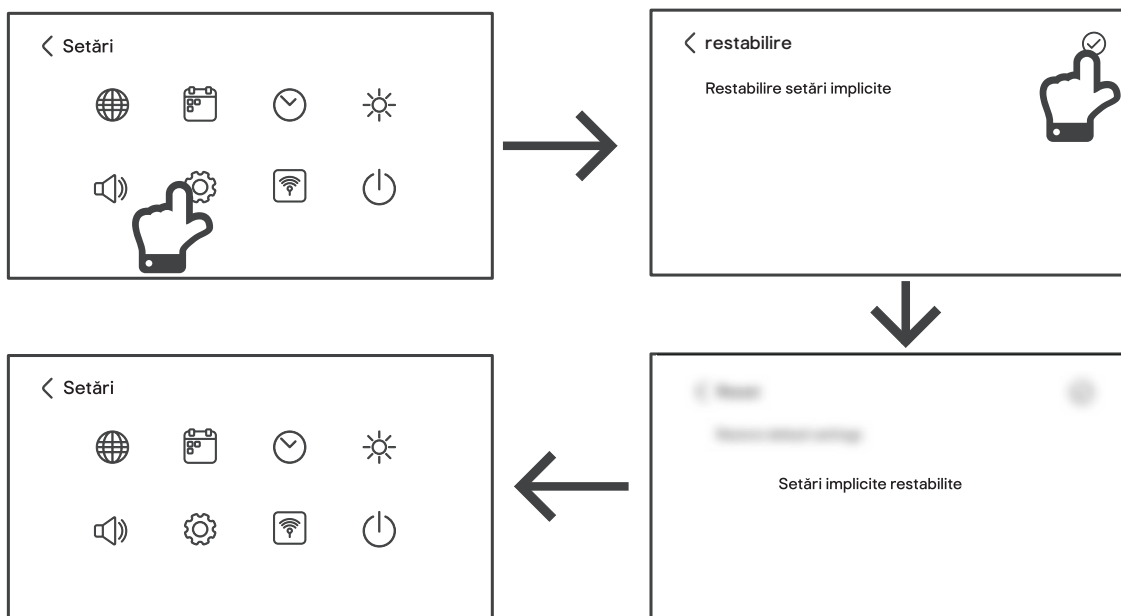 Setări
restabilire
Restabilire setări implicite
Setări
Setări implicite restabilite